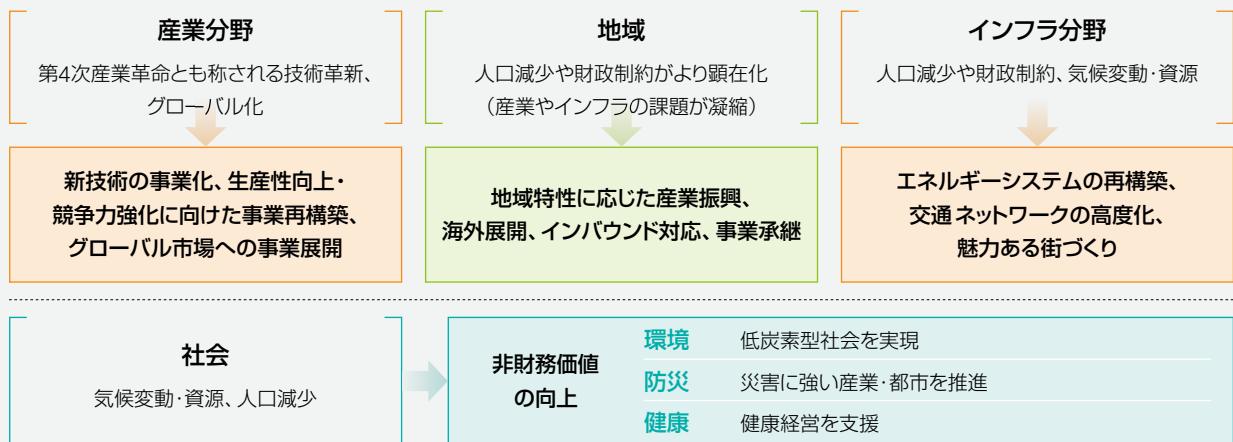 産業分野
第4次産業革命とも称される技術革新、
グローバル化
新技術の事業化、生産性向上・
競争力強化に向けた事業再構築、
グローバル市場への事業展開
地域
人口減少や財政制約がより顕在化
（産業やインフラの課題が凝縮）
地域特性に応じた産業振興、
海外展開、インバウンド対応、事業承継
インフラ分野
人口減少や財政制約、気候変動・資源
エネルギーシステムの再構築、
交通ネットワークの高度化、
魅力ある街づくり
社会
気候変動・資源、人口減少
非財務価値
の向上
環境 低炭素型社会を実現
防災 災害に強い産業・都市を推進
健康 健康経営を支援